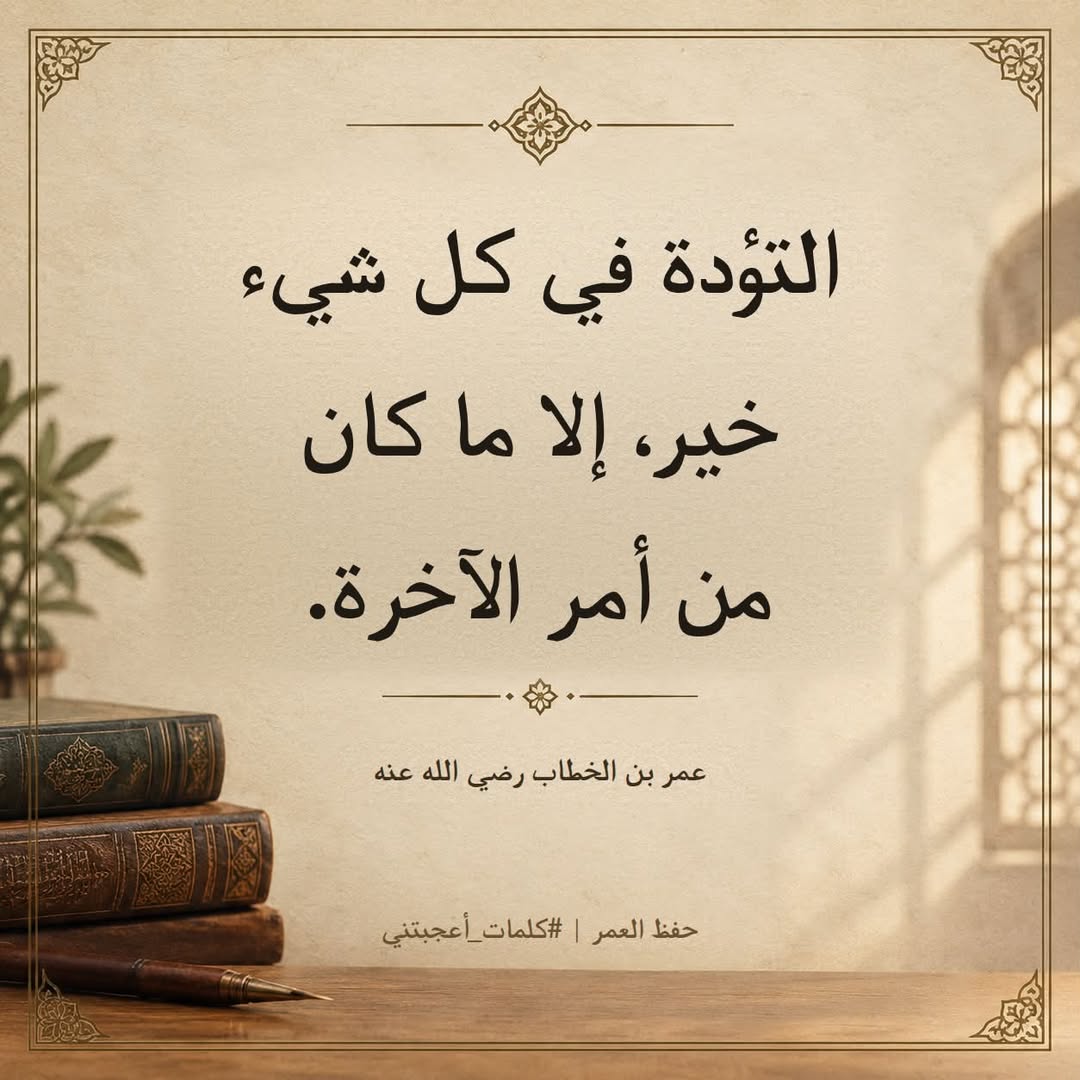 التؤدة في كل شيء
خير، إلا ما كان
من أمر الآخرة.
عمر بن الخطاب رضي الله عنه
حفظ العمر | #كلمات_أعجبتني